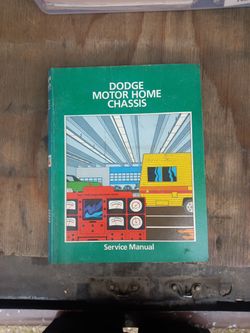 DODGE
MOTOR HOME
CHASSIS
Service Manual